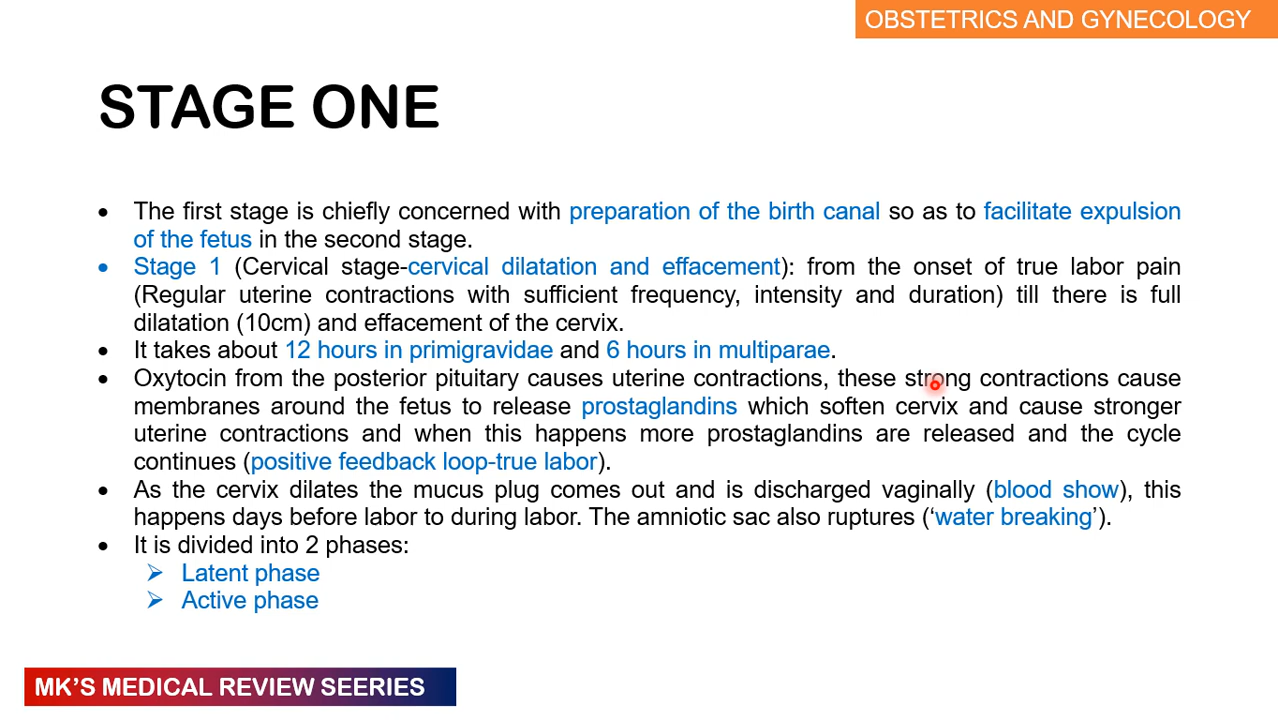 OBSTETRICS AND GYNECOLOGY
STAGE ONE
• The first stage is chiefly concerned with preparation of the birth canal so as to facilitate expulsion
of the fetus in the second stage.
• Stage 1 (Cervical stage-cervical dilatation and effacement): from the onset of true labor pain
(Regular uterine contractions with sufficient frequency, intensity and duration) till there is full
dilatation (10cm) and effacement of the cervix.
• It takes about 12 hours in primigravidae and 6 hours in multiparae.
• Oxytocin from the posterior pituitary causes uterine contractions, these strong contractions cause
membranes around the fetus to release prostaglandins which soften cervix and cause stronger
uterine contractions and when this happens more prostaglandins are released and the cycle
continues (positive feedback loop-true labor).
• As the cervix dilates the mucus plug comes out and is discharged vaginally (blood show), this
happens days before labor to during labor. The amniotic sac also ruptures (‘water breaking’).
• It is divided into 2 phases:
➢ Latent phase
➢ Active phase
MK’S MEDICAL REVIEW SEERIES